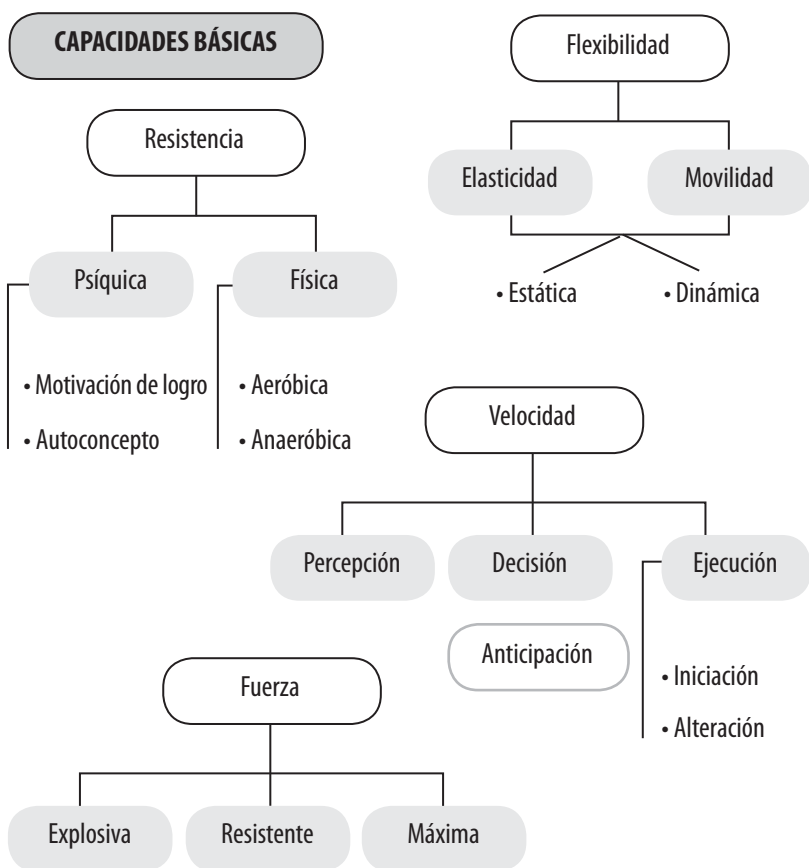 CAPACIDADES BÁSICAS
Resistencia
Psíquica
Física
• Motivación de logro
• Autoconcepto
• Aeróbica
• Anaeróbica
Flexibilidad
Elasticidad
Movilidad
• Estática
• Dinámica
Velocidad
Percepción
Decisión
Ejecución
Anticipación
• Iniciación
• Alteración
Fuerza
Explosiva
Resistente
Máxima